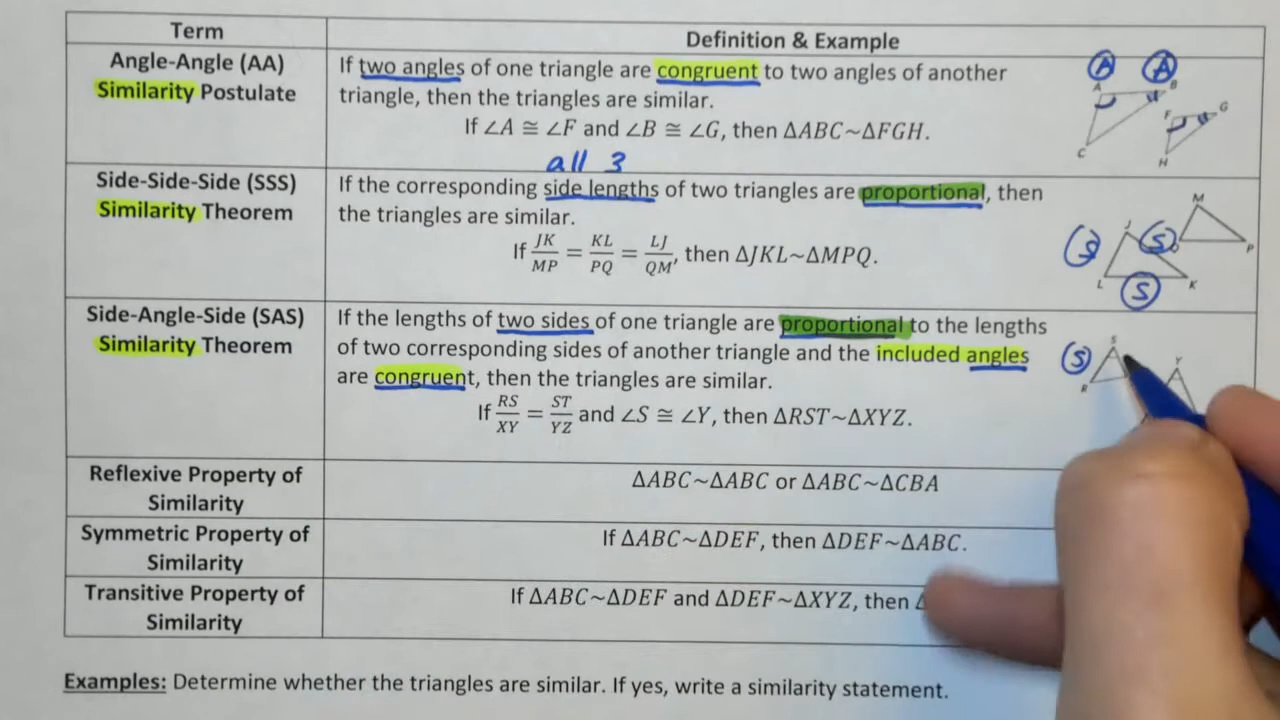 Term
Definition & Example
Angle-Angle (AA)
Similarity Postulate
If two angles of one triangle are congruent to two angles of another
triangle, then the triangles are similar.
If ∠A ≅ ∠F and ∠B ≅ ∠G, then ΔABC~ΔFGH.
A A
A B
F G
C H
all 3
Side-Side-Side (SSS)
Similarity Theorem
If the corresponding side lengths of two triangles are proportional, then
the triangles are similar.
If JK/MP = KL/PQ = LJ/QM, then ΔJKL~ΔMPQ.
M
J
S S
P
L K
S
Side-Angle-Side (SAS)
Similarity Theorem
If the lengths of two sides of one triangle are proportional to the lengths
of two corresponding sides of another triangle and the included angles
are congruent, then the triangles are similar.
If RS/XY = ST/YZ and ∠S ≅ ∠Y, then ΔRST~ΔXYZ.
S
S
Y
R
Reflexive Property of
Similarity
ΔABC~ΔABC or ΔABC~ΔCBA
Symmetric Property of
Similarity
If ΔABC~ΔDEF, then ΔDEF~ΔABC.
Transitive Property of
Similarity
If ΔABC~ΔDEF and ΔDEF~ΔXYZ, then
Examples: Determine whether the triangles are similar. If yes, write a similarity statement.